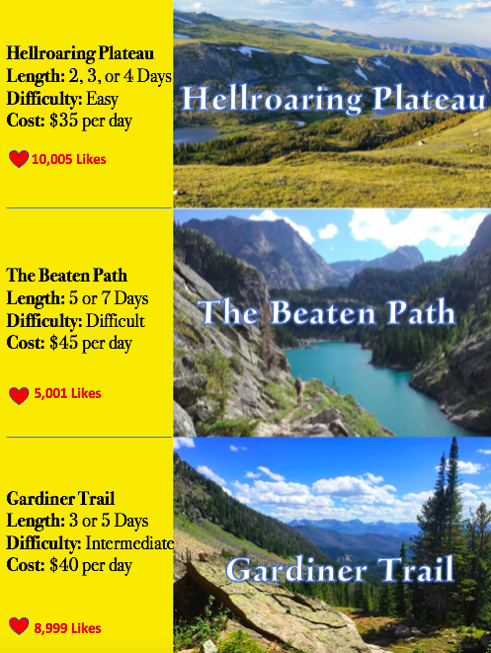 Hellroaring Plateau
Length: 2, 3, or 4 Days
Difficulty: Easy
Cost: $35 per day
10,005 Likes
Hellroaring Plateau
The Beaten Path
Length: 5 or 7 Days
Difficulty: Difficult
Cost: $45 per day
5,001 Likes
The Beaten Path
Gardiner Trail
Length: 3 or 5 Days
Difficulty: Intermediate
Cost: $40 per day
8,999 Likes
Gardiner Trail